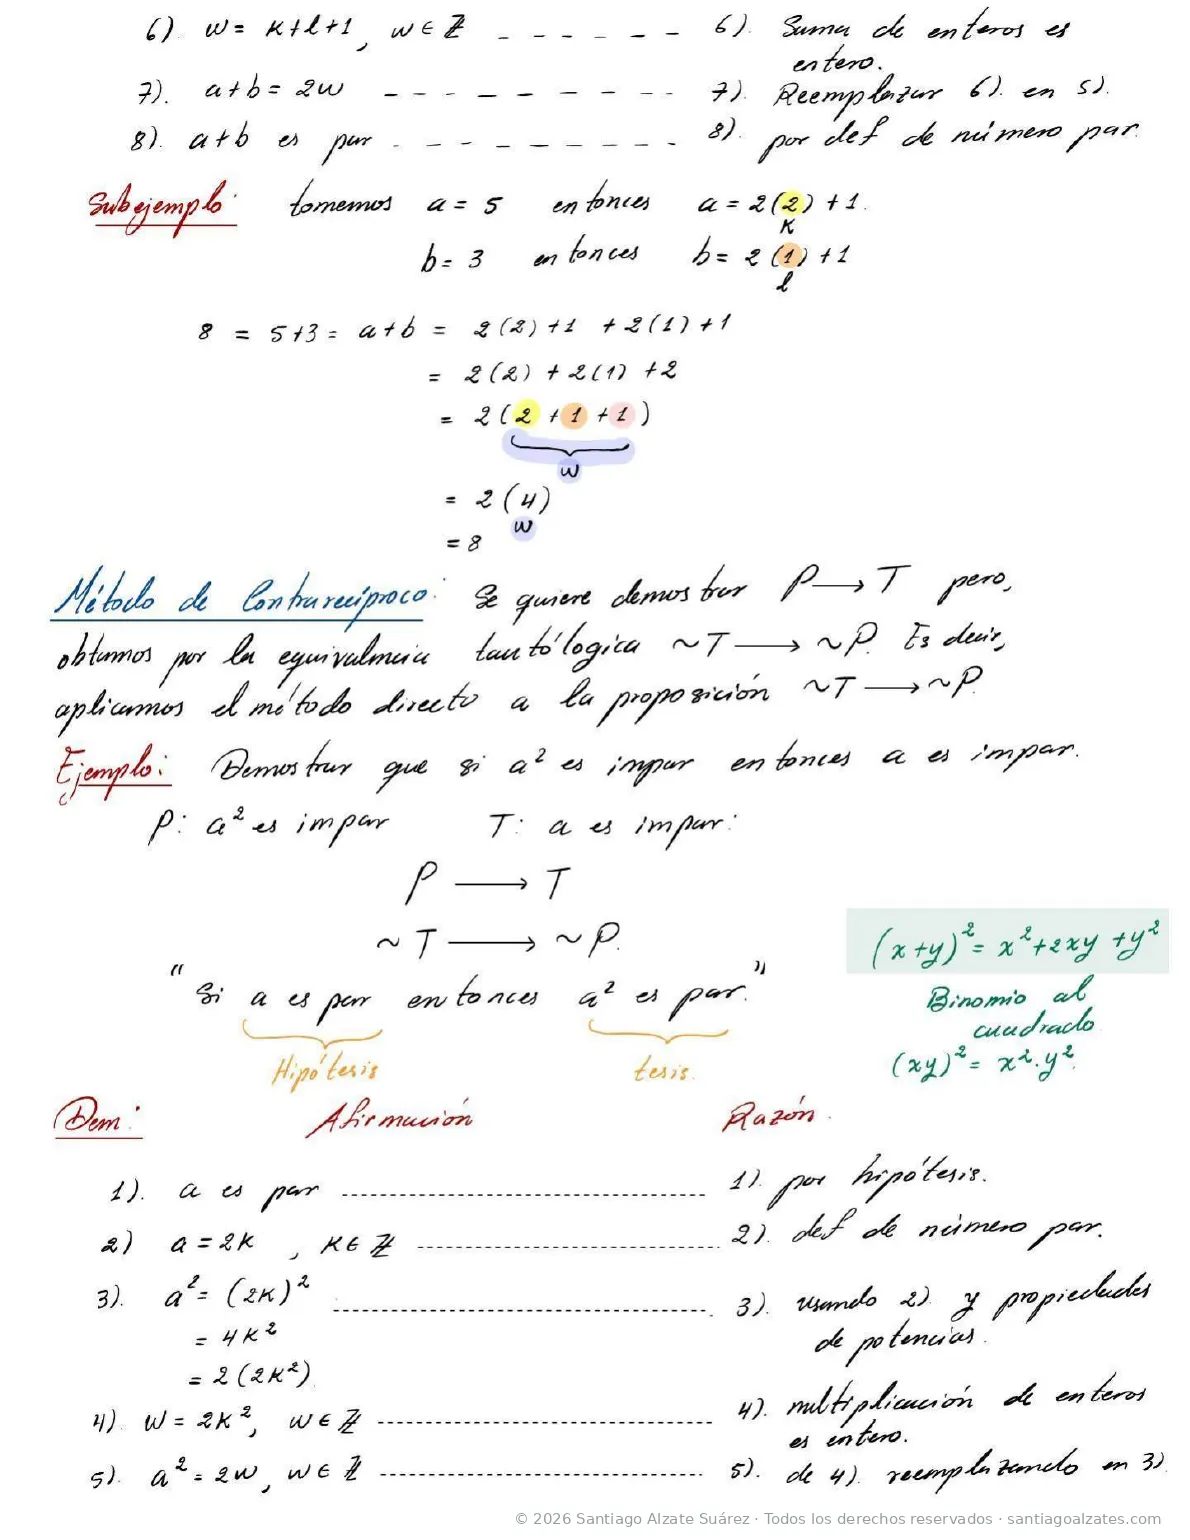 6). w = k+l+1, w ∈ ℤ ------ 6). Suma de enteros es
entero.
7). a+b = 2w --------- 7). Reemplazar 6). en 5).
8). a+b es par --------- 8). por def de número par.
Subejemplo: tomemos a = 5 entonces a = 2(2) + 1.
k
b = 3 entonces b = 2(1) + 1
l
8 = 5+3 = a+b = 2(2)+1 + 2(1)+1
= 2(2) + 2(1) + 2
= 2(2 + 1 + 1)
w
= 2(4)
w
= 8
Método de Contrarecíproco: Se quiere demostrar P ⟶ T pero,
obtamos por la equivalencia tautólogica ~T ⟶ ~P. Es decir,
aplicamos el método directo a la proposición ~T ⟶ ~P.
Ejemplo: Demostrar que si a² es impar entonces a es impar.
P: a² es impar T: a es impar:
P ⟶ T
~T ⟶ ~P.
"Si a es par entonces a² es par."
Hipótesis tesis.
(x+y)² = x²+2xy+y²
Binomio al
cuadrado
(xy)² = x².y².
Dem: Afirmación Razón.
1). a es par ---------- 1). por hipótesis.
2) a = 2k, k ∈ ℤ ---------- 2). def de número par.
3). a² = (2k)² ---------- 3). usando 2). y propiedades
de potencias.
= 4k²
= 2(2k²)
4). w = 2k², w ∈ ℤ ---------- 4). multiplicación de enteros
es entero.
5). a² = 2w, w ∈ ℤ ---------- 5). de 4). reemplazando en 3)
© 2026 Santiago Alzate Suárez · Todos los derechos reservados · santiagoalzates.com